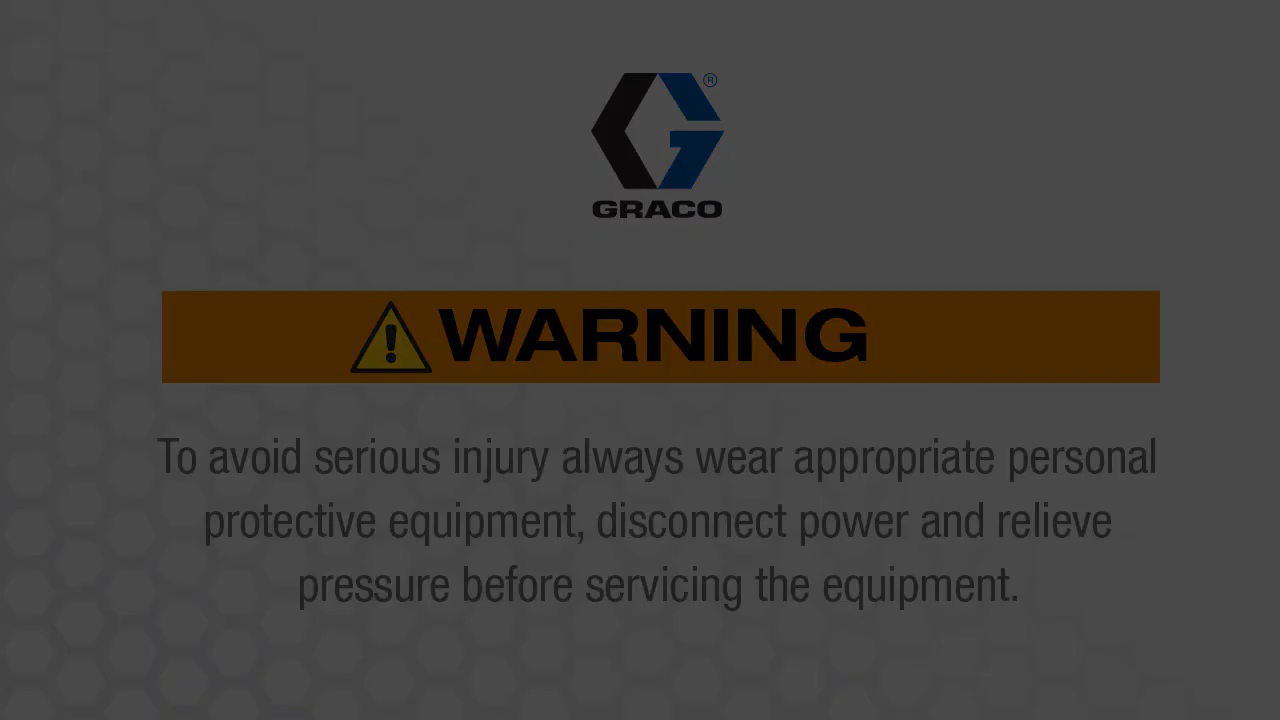 ®
GRACO
WARNING
To avoid serious injury always wear appropriate personal
protective equipment, disconnect power and relieve
pressure before servicing the equipment.